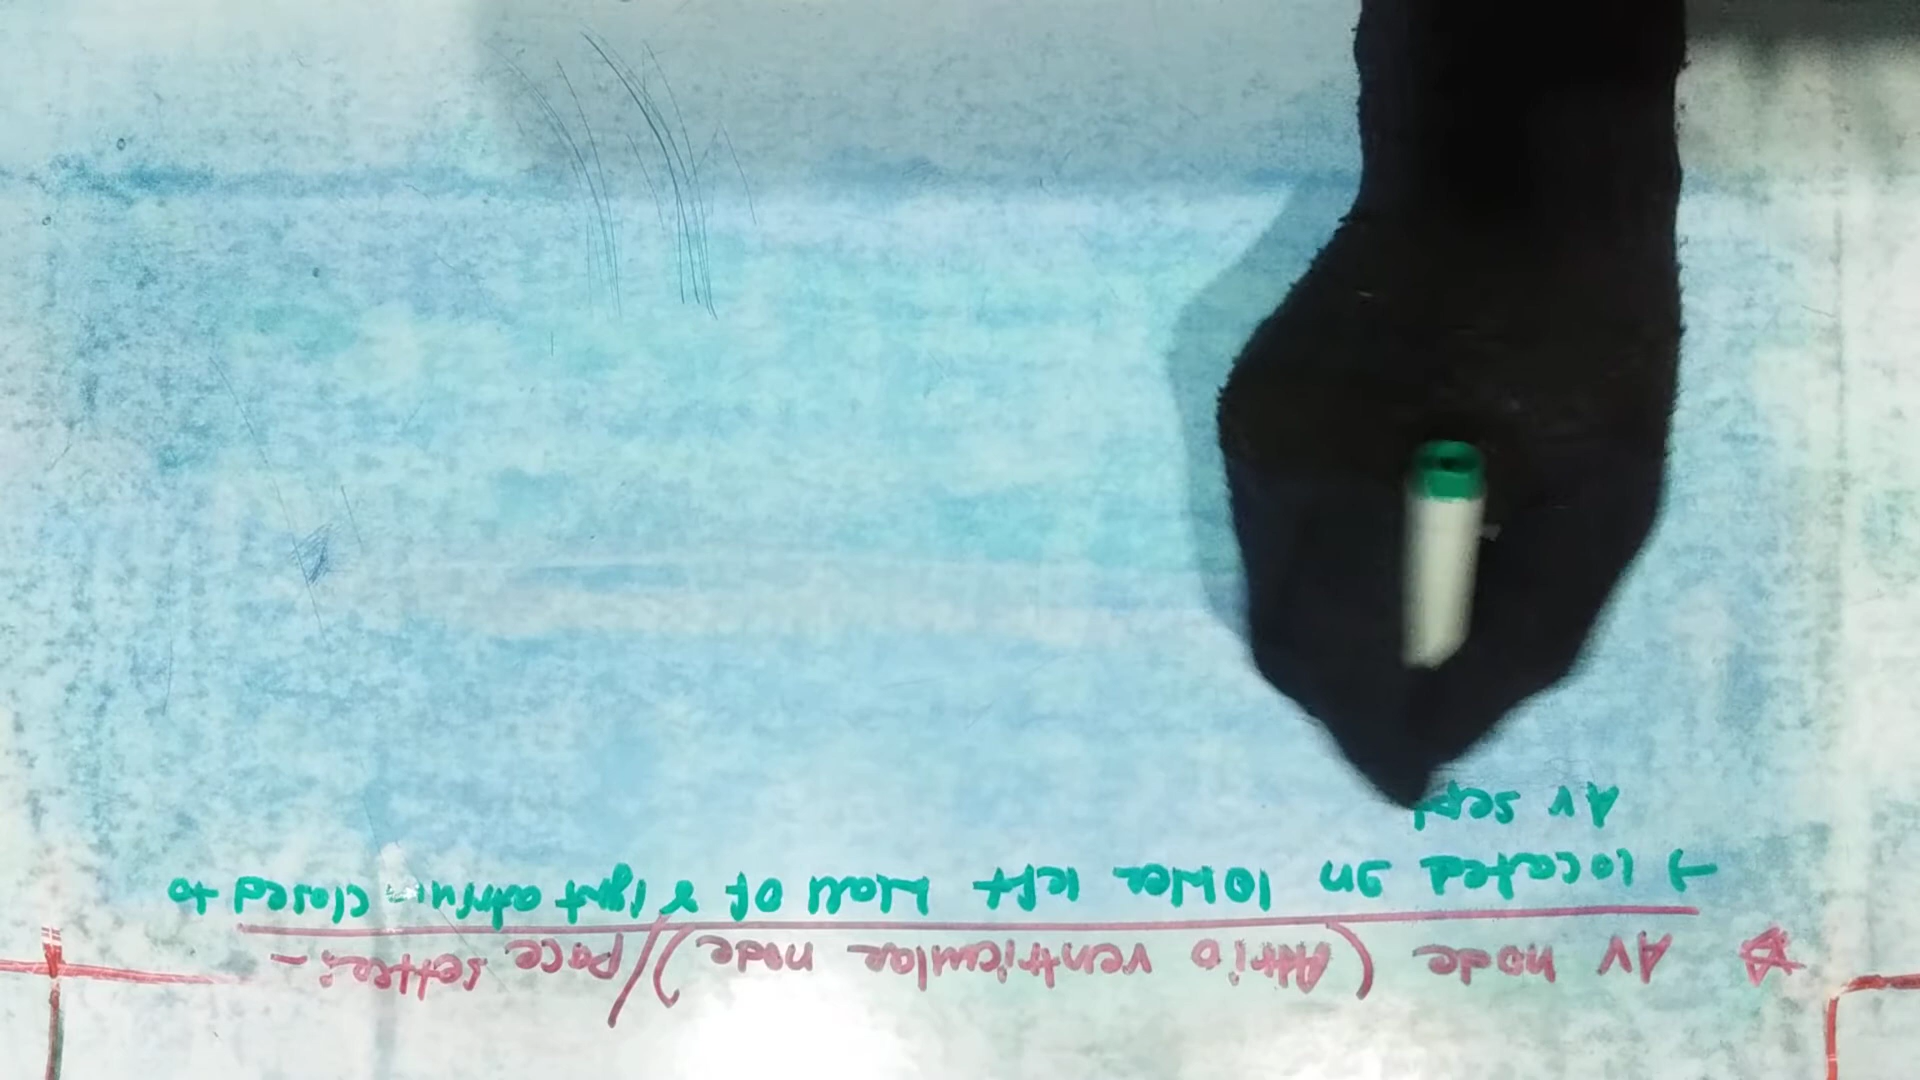 ☆ AV node (Atrio ventricular node)/pace setter:-
→ located in lower left wall of right atrium closed to
AV sept